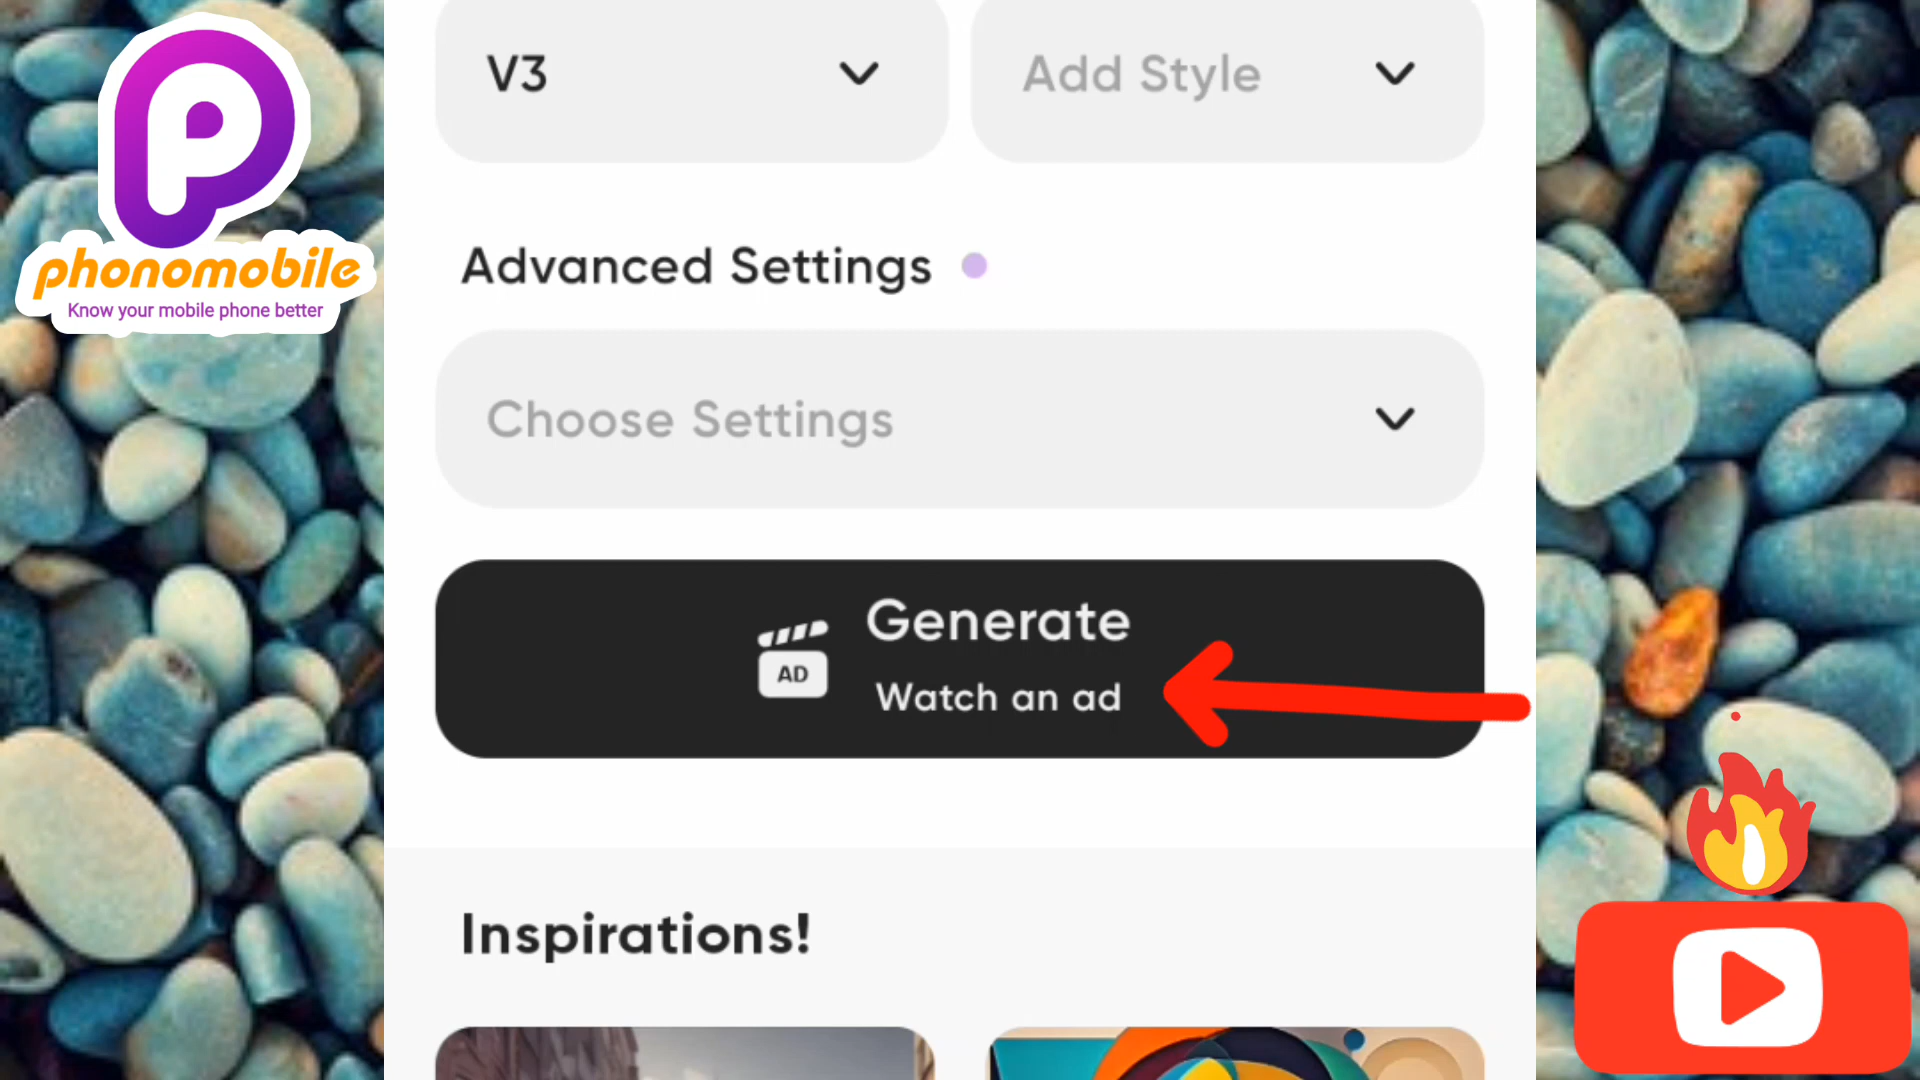 V3
Add Style
phonomobile
Know your mobile phone better
Advanced Settings
Choose Settings
AD
Generate
Watch an ad
Inspirations!